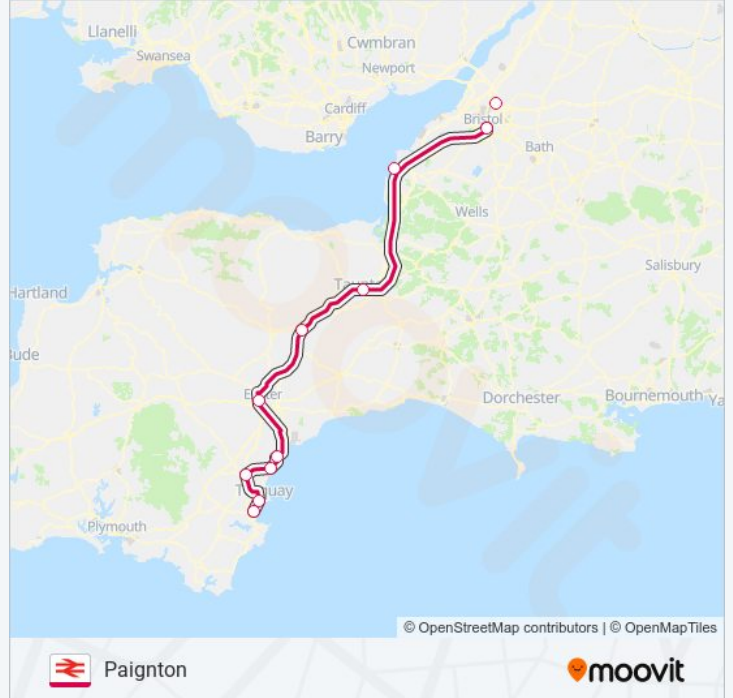 Llanelli
Swansea
Cwmbran
Newport
Cardiff
Barry
Bristol
Bath
Wells
Salisbury
Hartland
Bude
Dorchester
Bournemouth
Plymouth
© OpenStreetMap contributors | © OpenMapTiles
Paignton
moovit